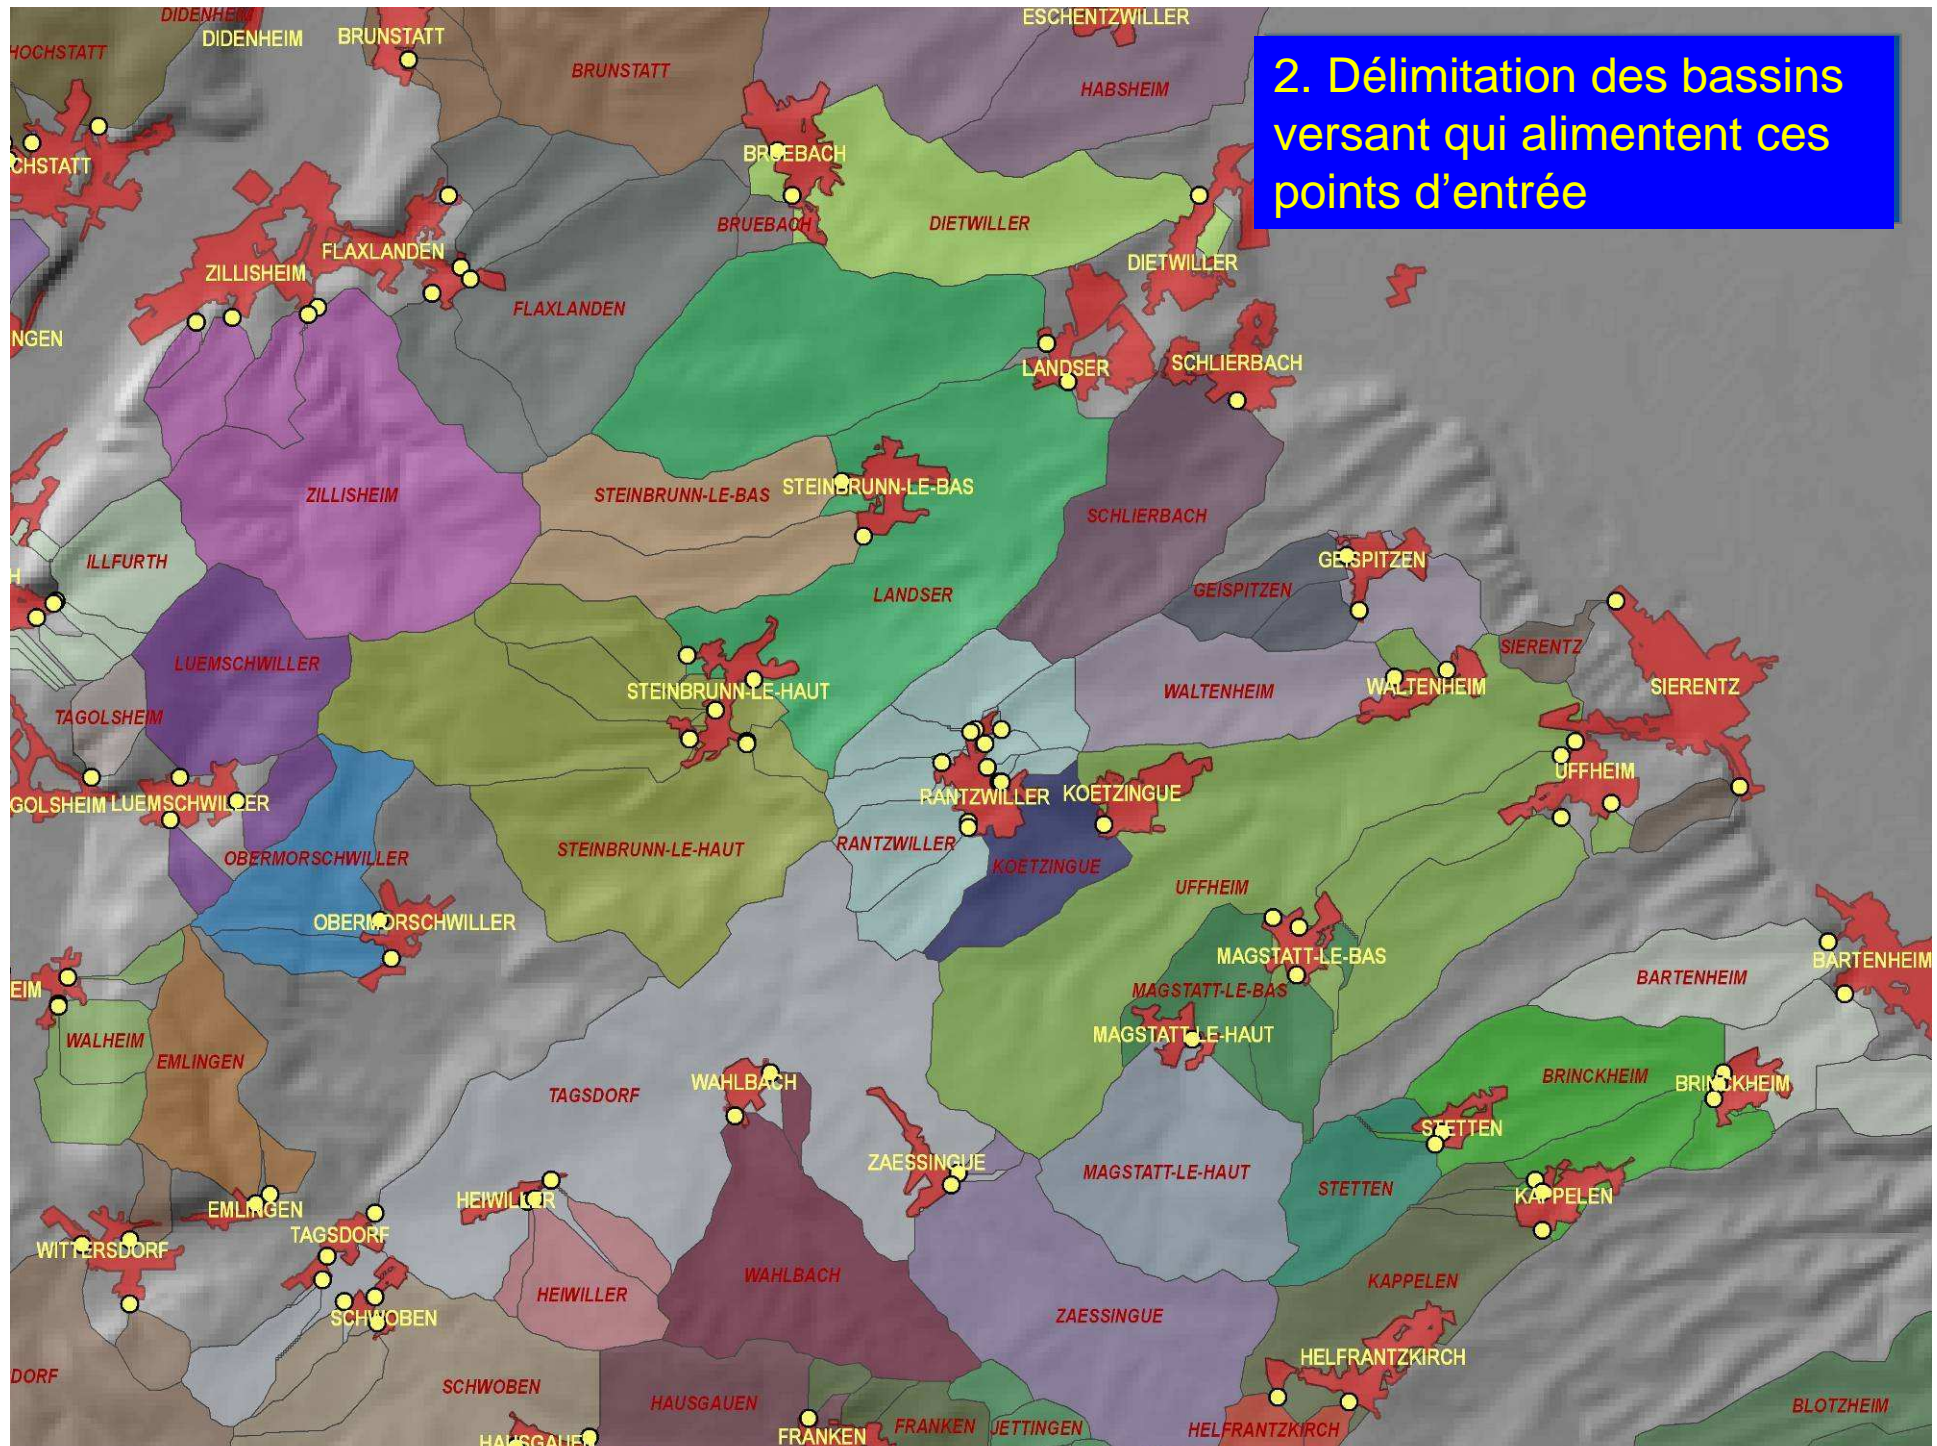 2. Délimitation des bassins
versant qui alimentent ces
points d'entrée
DIDENHEIM
DIDENHEIM
BRUNSTATT
ESCHENTZWILLER
HOCHSTATT
BRUNSTATT
HABSHEIM
CHSTATT
BRUEBACH
BRUEBACH
DIETWILLER
FLAXLANDEN
ZILLISHEIM
DIETWILLER
FLAXLANDEN
NGEN
LANDSER
SCHLIERBACH
ZILLISHEIM
STEINBRUNN-LE-BAS
STEINBRUNN-LE-BAS
SCHLIERBACH
ILLFURTH
GEISPITZEN
H
GEISPITZEN
LANDSER
LUEMSCHWILLER
SIERENTZ
STEINBRUNN-LE-HAUT
WALTENHEIM
WALTENHEIM
SIERENTZ
TAGOLSHEIM
UFFHEIM
GOLSHEIM
LUEMSCHWILLER
RANTZWILLER
KOETZINGUE
OBERMORSCHWILLER
STEINBRUNN-LE-HAUT
RANTZWILLER
KOETZINGUE
UFFHEIM
OBERMORSCHWILLER
MAGSTATT-LE-BAS
BARTENHEIM
BARTENHEIM
EIM
MAGSTATT-LE-BAS
WALHEIM
MAGSTATT-LE-HAUT
EMLINGEN
BRINCKHEIM
BRINCKHEIM
WAHLBACH
TAGSDORF
STETTEN
ZAESSINGUE
MAGSTATT-LE-HAUT
STETTEN
KAPPELEN
HEIWILLER
EMLINGEN
TAGSDORF
WITTERSDORF
WAHLBACH
KAPPELEN
HEIWILLER
SCHWOBEN
ZAESSINGUE
HELFRANTZKIRCH
DORF
SCHWOBEN
HAUSGAUEN
BLOTZHEIM
FRANKEN
JETTINGEN
HELFRANTZKIRCH
HAUSGAUEN
FRANKEN